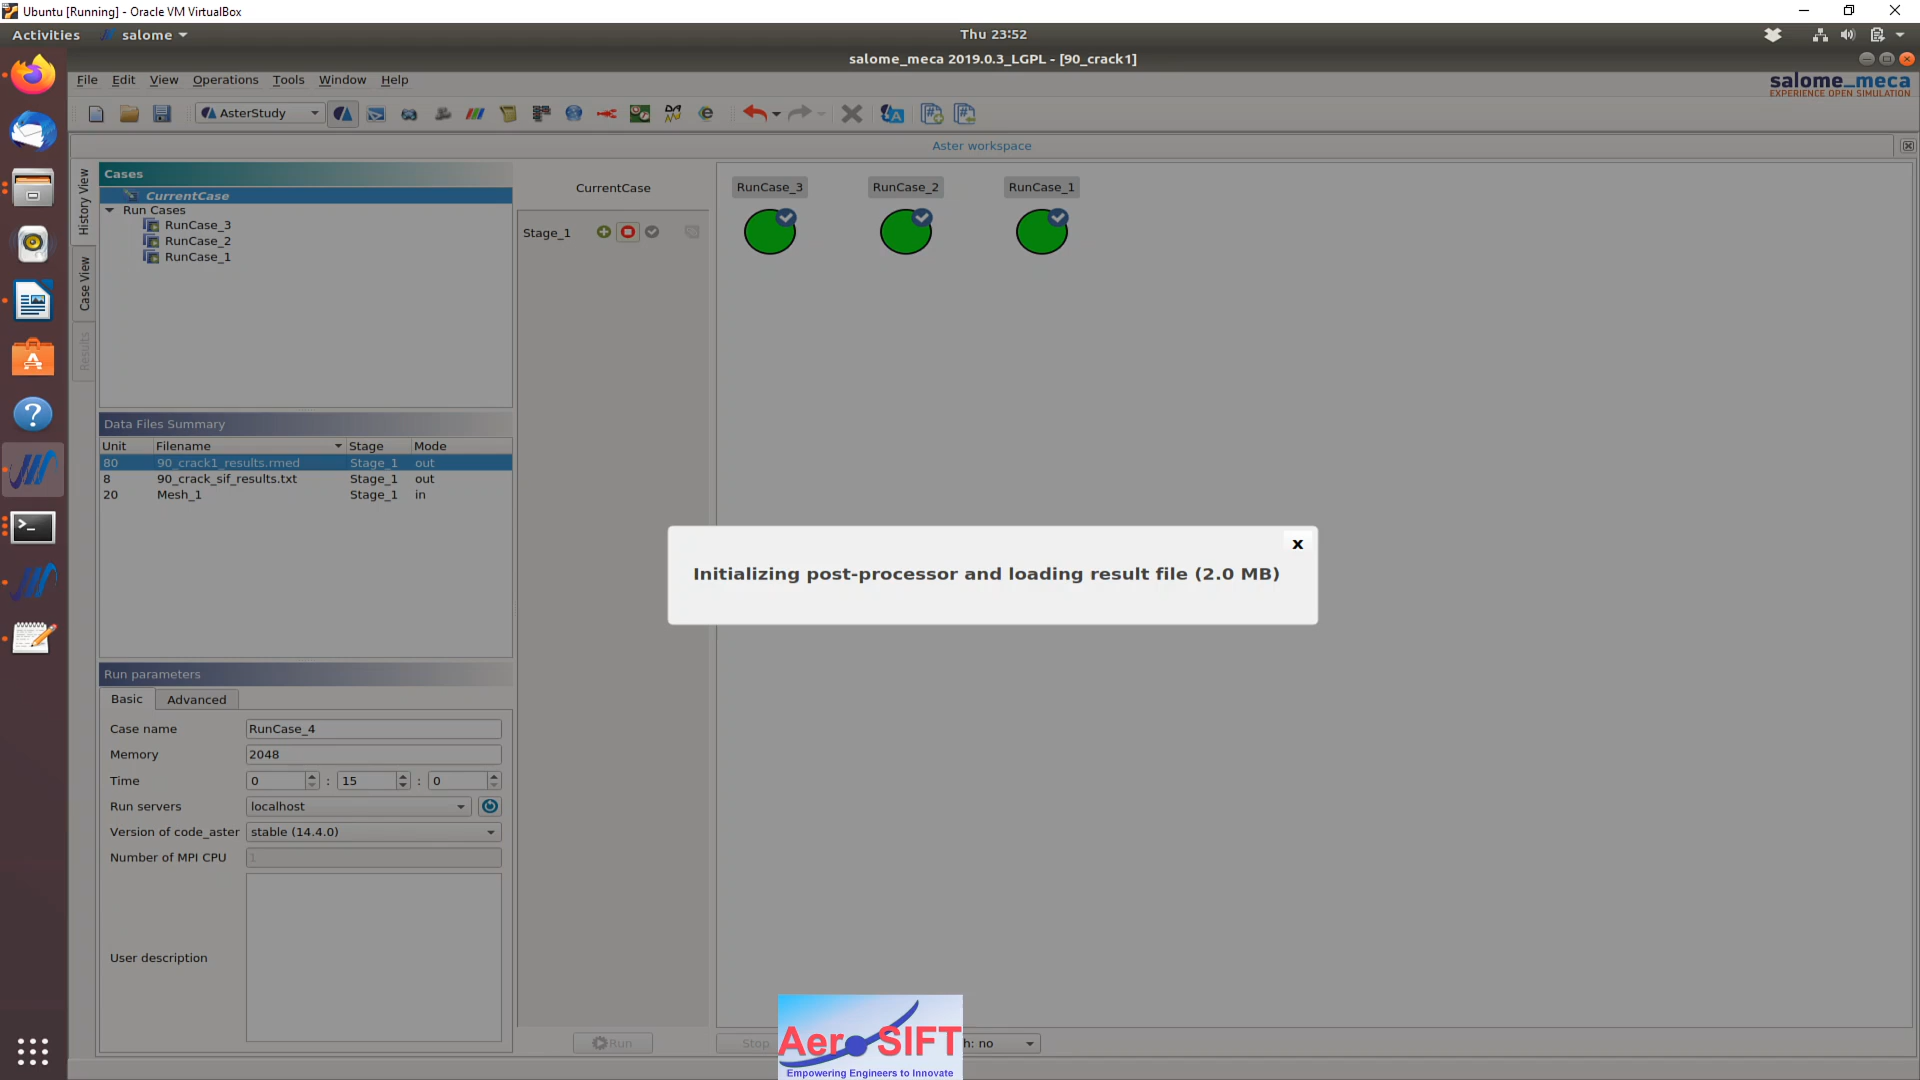 Ubuntu [Running] - Oracle VM VirtualBox
Activities
salome
Thu 23:52
salome_meca 2019.0.3_LGPL - [90_crack1]
File Edit View Operations Tools Window Help
salome_meca
EXPERIENCE OPEN SIMULATION
AsterStudy
Aster workspace
History View
Case View
Results
Cases
CurrentCase
Run Cases
RunCase_3
RunCase_2
RunCase_1
CurrentCase
Stage_1
RunCase_3 RunCase_2 RunCase_1
Data Files Summary
Unit Filename Stage Mode
80 90_crack1_results.rmed Stage_1 out
8 90_crack_sif_results.txt Stage_1 out
20 Mesh_1 Stage_1 in
Initializing post-processor and loading result file (2.0 MB)
x
Run parameters
Basic Advanced
Case name RunCase_4
Memory 2048
Time 0 : 15 : 0
Run servers localhost
Version of code_aster stable (14.4.0)
Number of MPI CPU 1
User description
Run
Stop
h: no
AeroSIFT
Empowering Engineers to Innovate